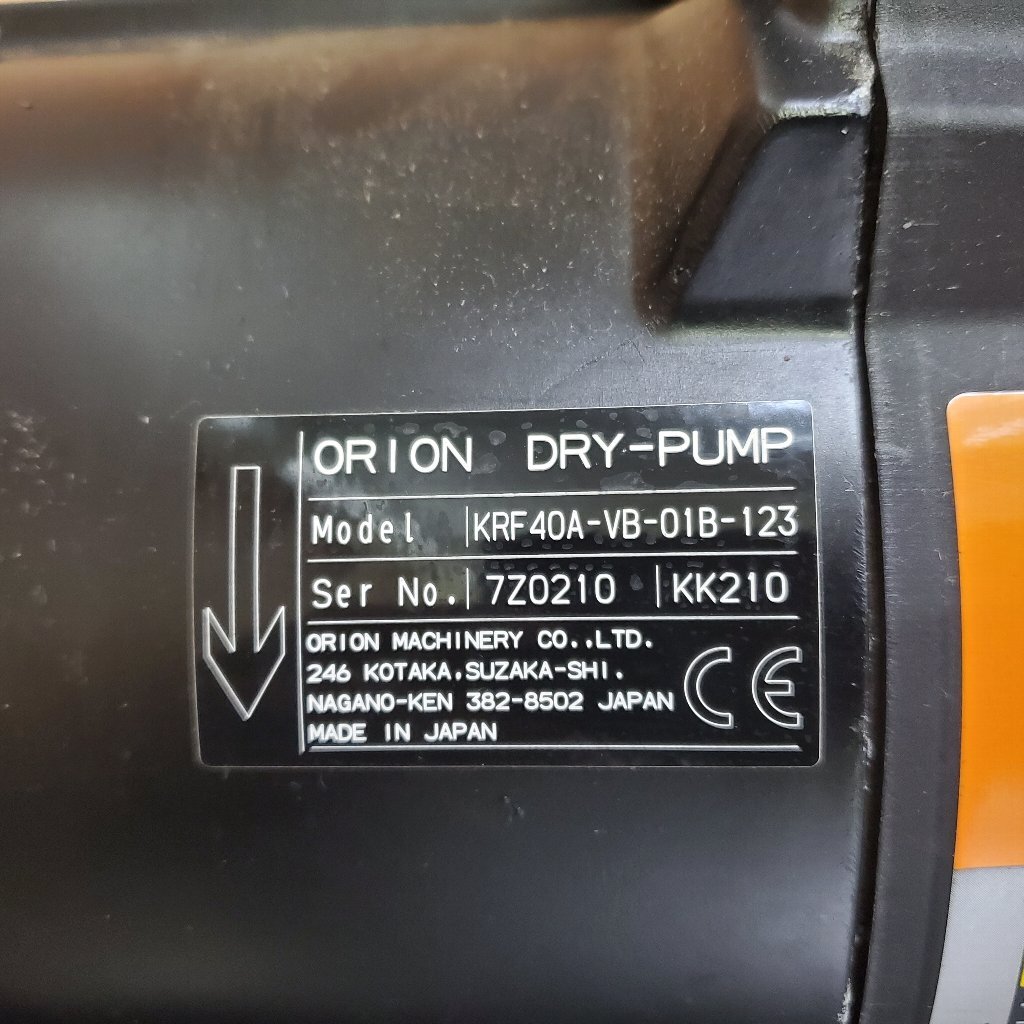 ORION DRY-PUMP
Model KRF40A-VB-01B-123
Ser No. 7Z0210 KK210
ORION MACHINERY CO.,LTD.
246 KOTAKA,SUZAKA-SHI.
NAGANO-KEN 382-8502 JAPAN
MADE IN JAPAN
CE